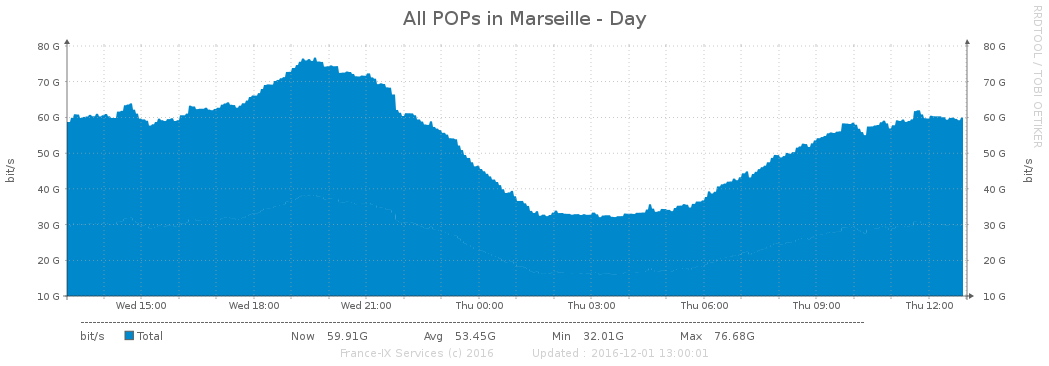 All POPs in Marseille - Day
RRDTOOL / TOBI OETIKER
80 G 80 G
70 G 70 G
60 G 60 G
50 G 50 G
40 G 40 G
30 G 30 G
20 G 20 G
10 G 10 G
bit/s bit/s
Wed 15:00 Wed 18:00 Wed 21:00 Thu 00:00 Thu 03:00 Thu 06:00 Thu 09:00 Thu 12:00
bit/s Total Now 59.91G Avg 53.45G Min 32.01G Max 76.68G
France-IX Services (c) 2016 Updated : 2016-12-01 13:00:01